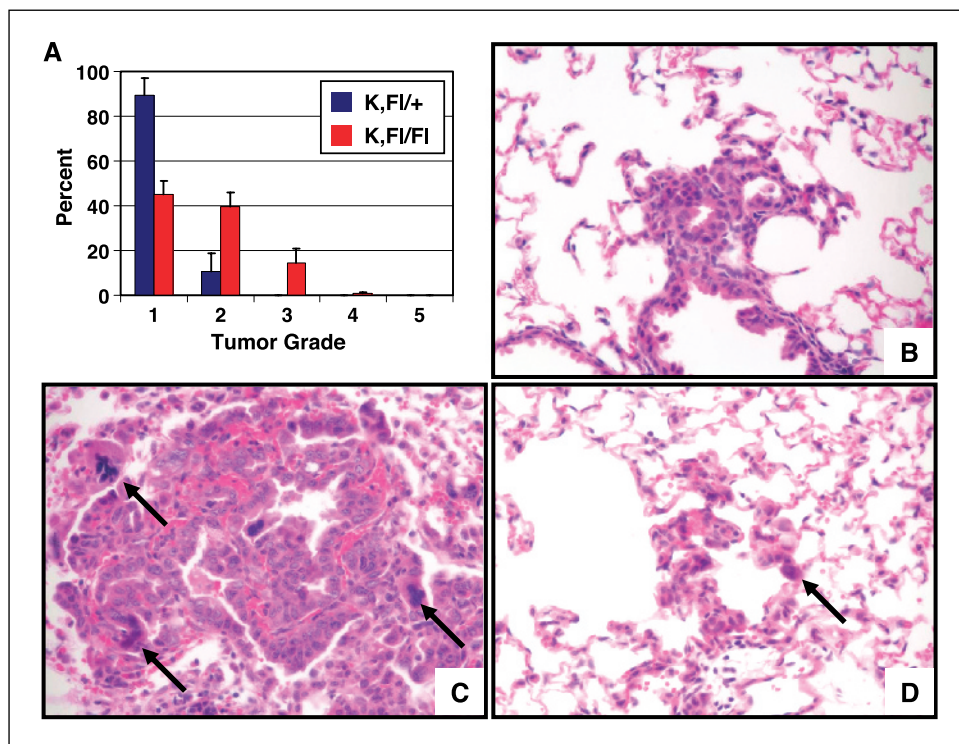 A
100
80
60
40
20
0
Percent
K,Fl/+
K,Fl/Fl
1 2 3 4 5
Tumor Grade
B
C
D